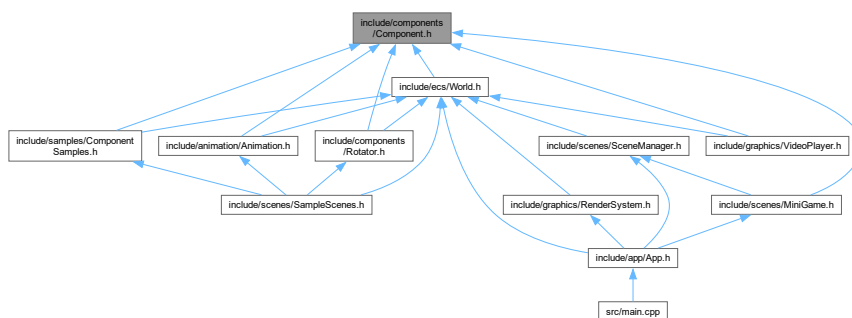 include/components
/Component.h
include/ecs/World.h
include/samples/Component
Samples.h
include/animation/Animation.h
include/components
/Rotator.h
include/scenes/SceneManager.h
include/graphics/VideoPlayer.h
include/scenes/SampleScenes.h
include/graphics/RenderSystem.h
include/scenes/MiniGame.h
include/app/App.h
src/main.cpp